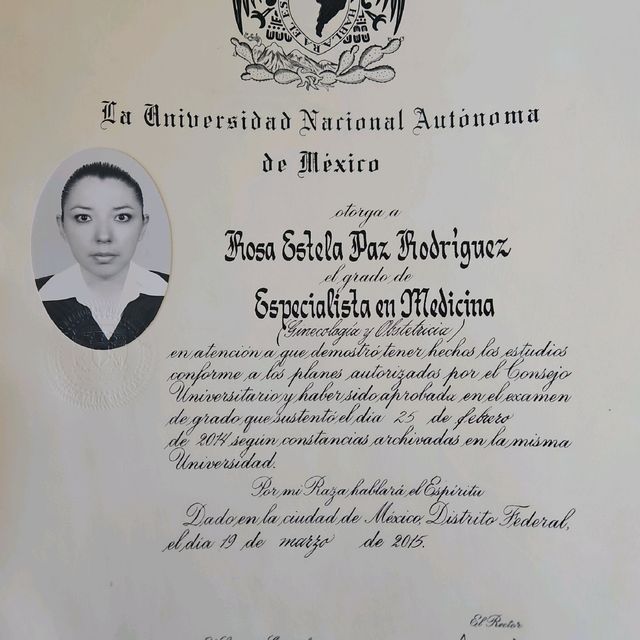 HABLARA EL
La Universidad Nacional Autónoma
de México
otorga a
Rosa Estela Paz Rodríguez
el grado de
Especialista en Medicina
(Ginecología y Obstetricia)
en atención a que demostró tener hechos los estudios
conforme a los planes autorizados por el Consejo
Universitario y haber sido aprobada en el examen
de grado que sustentó el día 25 de febrero
de 2014 según constancias archivadas en la misma
Universidad.
Por mi Raza hablará el Espíritu
Dado en la ciudad de México, Distrito Federal,
el día 19 de marzo de 2015.
El Rector